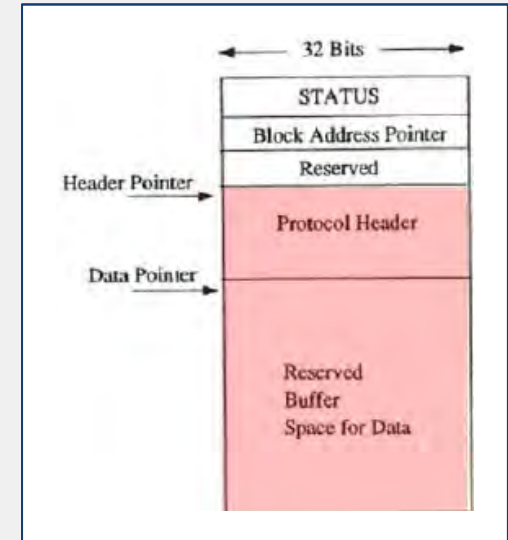 32 Bits
STATUS
Block Address Pointer
Reserved
Header Pointer
Protocol Header
Data Pointer
Reserved
Buffer
Space for Data